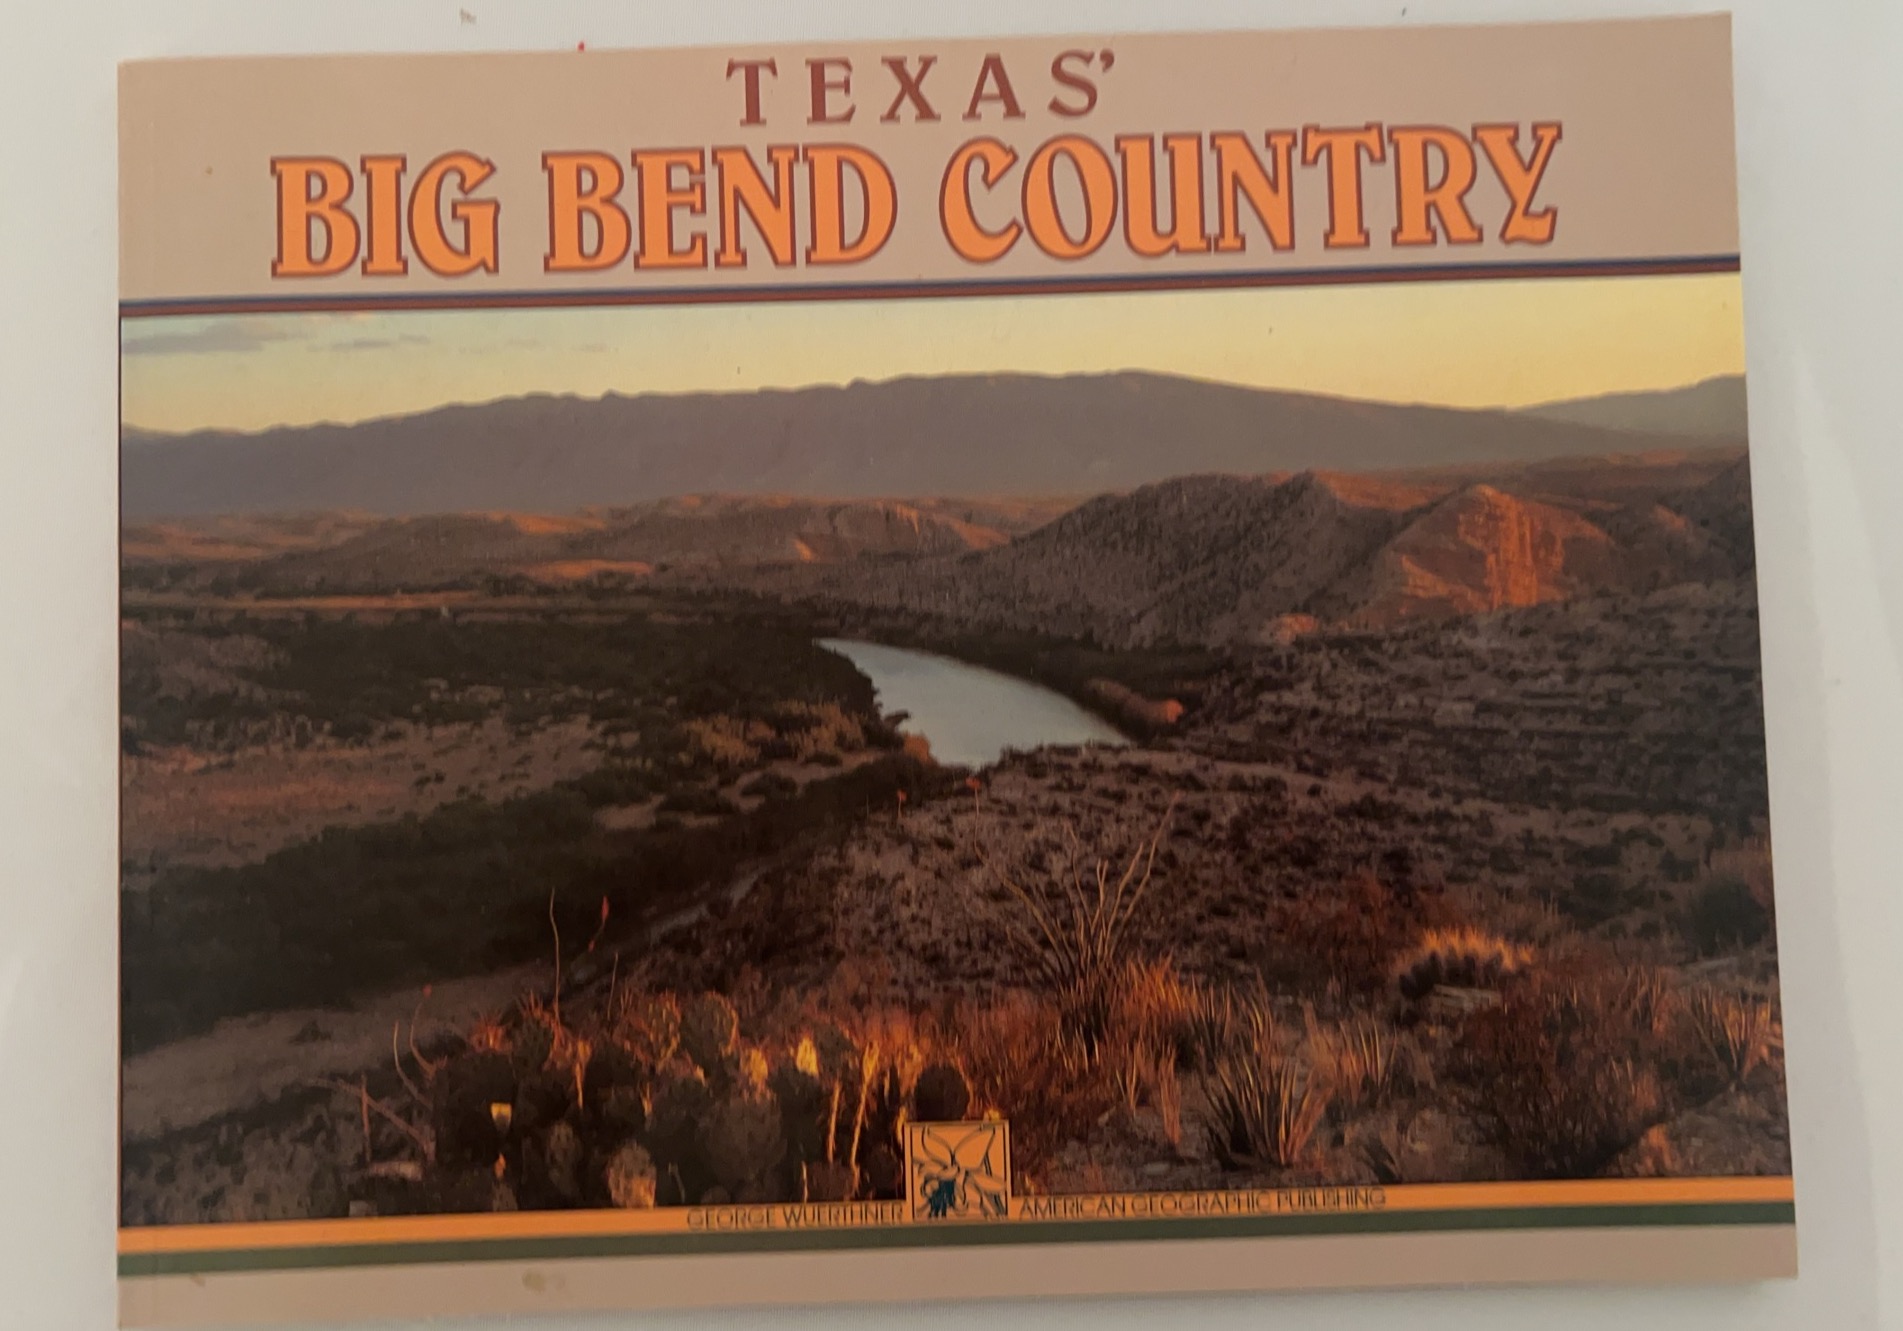 TEXAS'
BIG BEND COUNTRY
GEORGE WUERTHNER AMERICAN GEOGRAPHIC PUBLISHING